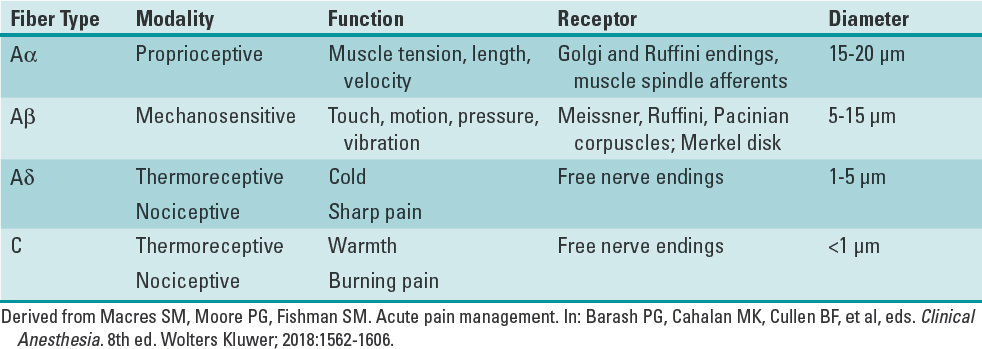 Fiber Type Modality Function Receptor Diameter
Aα Proprioceptive Muscle tension, length, velocity Golgi and Ruffini endings, muscle spindle afferents 15-20 µm
Aβ Mechanosensitive Touch, motion, pressure, vibration Meissner, Ruffini, Pacinian corpuscles; Merkel disk 5-15 µm
Aδ Thermoreceptive Cold Free nerve endings 1-5 µm
Nociceptive Sharp pain
C Thermoreceptive Warmth Free nerve endings <1 µm
Nociceptive Burning pain
Derived from Macres SM, Moore PG, Fishman SM. Acute pain management. In: Barash PG, Cahalan MK, Cullen BF, et al, eds. Clinical
Anesthesia. 8th ed. Wolters Kluwer; 2018:1562-1606.